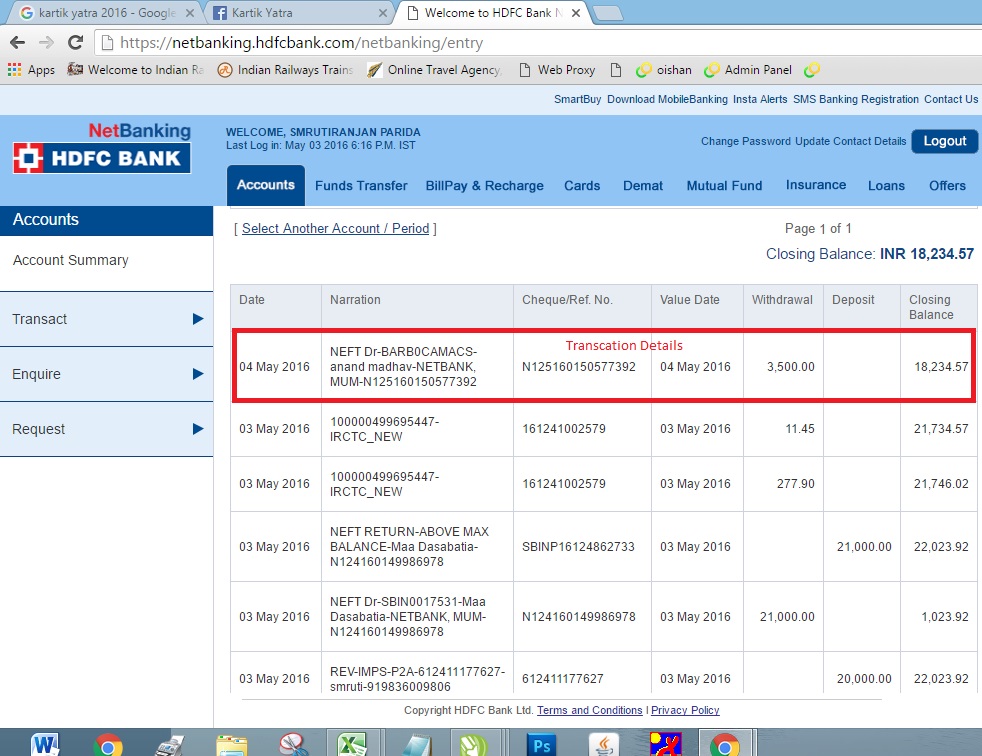 kartik yatra 2016 - Google
Kartik Yatra
Welcome to HDFC Bank N
https://netbanking.hdfcbank.com/netbanking/entry
Apps Welcome to Indian Ra Indian Railways Trains Online Travel Agency, Web Proxy oishan Admin Panel
SmartBuy Download MobileBanking Insta Alerts SMS Banking Registration Contact Us
NetBanking
HDFC BANK
WELCOME, SMRUTIRANJAN PARIDA
Last Log in: May 03 2016 6:16 P.M. IST
Change Password Update Contact Details Logout
Accounts Funds Transfer BillPay & Recharge Cards Demat Mutual Fund Insurance Loans Offers
Accounts
Account Summary
Transact
Enquire
Request
[ Select Another Account / Period ]
Page 1 of 1
Closing Balance: INR 18,234.57
Date Narration Cheque/Ref. No. Value Date Withdrawal Deposit Closing
Balance
Transcation Details
NEFT Dr-BARB0CAMACS-
04 May 2016 anand madhav-NETBANK, N125160150577392 04 May 2016 3,500.00 18,234.57
MUM-N125160150577392
100000499695447-
03 May 2016 161241002579 03 May 2016 11.45 21,734.57
IRCTC_NEW
100000499695447-
03 May 2016 161241002579 03 May 2016 277.90 21,746.02
IRCTC_NEW
NEFT RETURN-ABOVE MAX
03 May 2016 BALANCE-Maa Dasabatia- SBINP16124862733 03 May 2016 21,000.00 22,023.92
N124160149986978
NEFT Dr-SBIN0017531-Maa
03 May 2016 Dasabatia-NETBANK, MUM- N124160149986978 03 May 2016 21,000.00 1,023.92
N124160149986978
REV-IMPS-P2A-612411177627-
03 May 2016 612411177627 03 May 2016 20,000.00 22,023.92
smruti-919836009806
Copyright HDFC Bank Ltd. Terms and Conditions | Privacy Policy
Ps